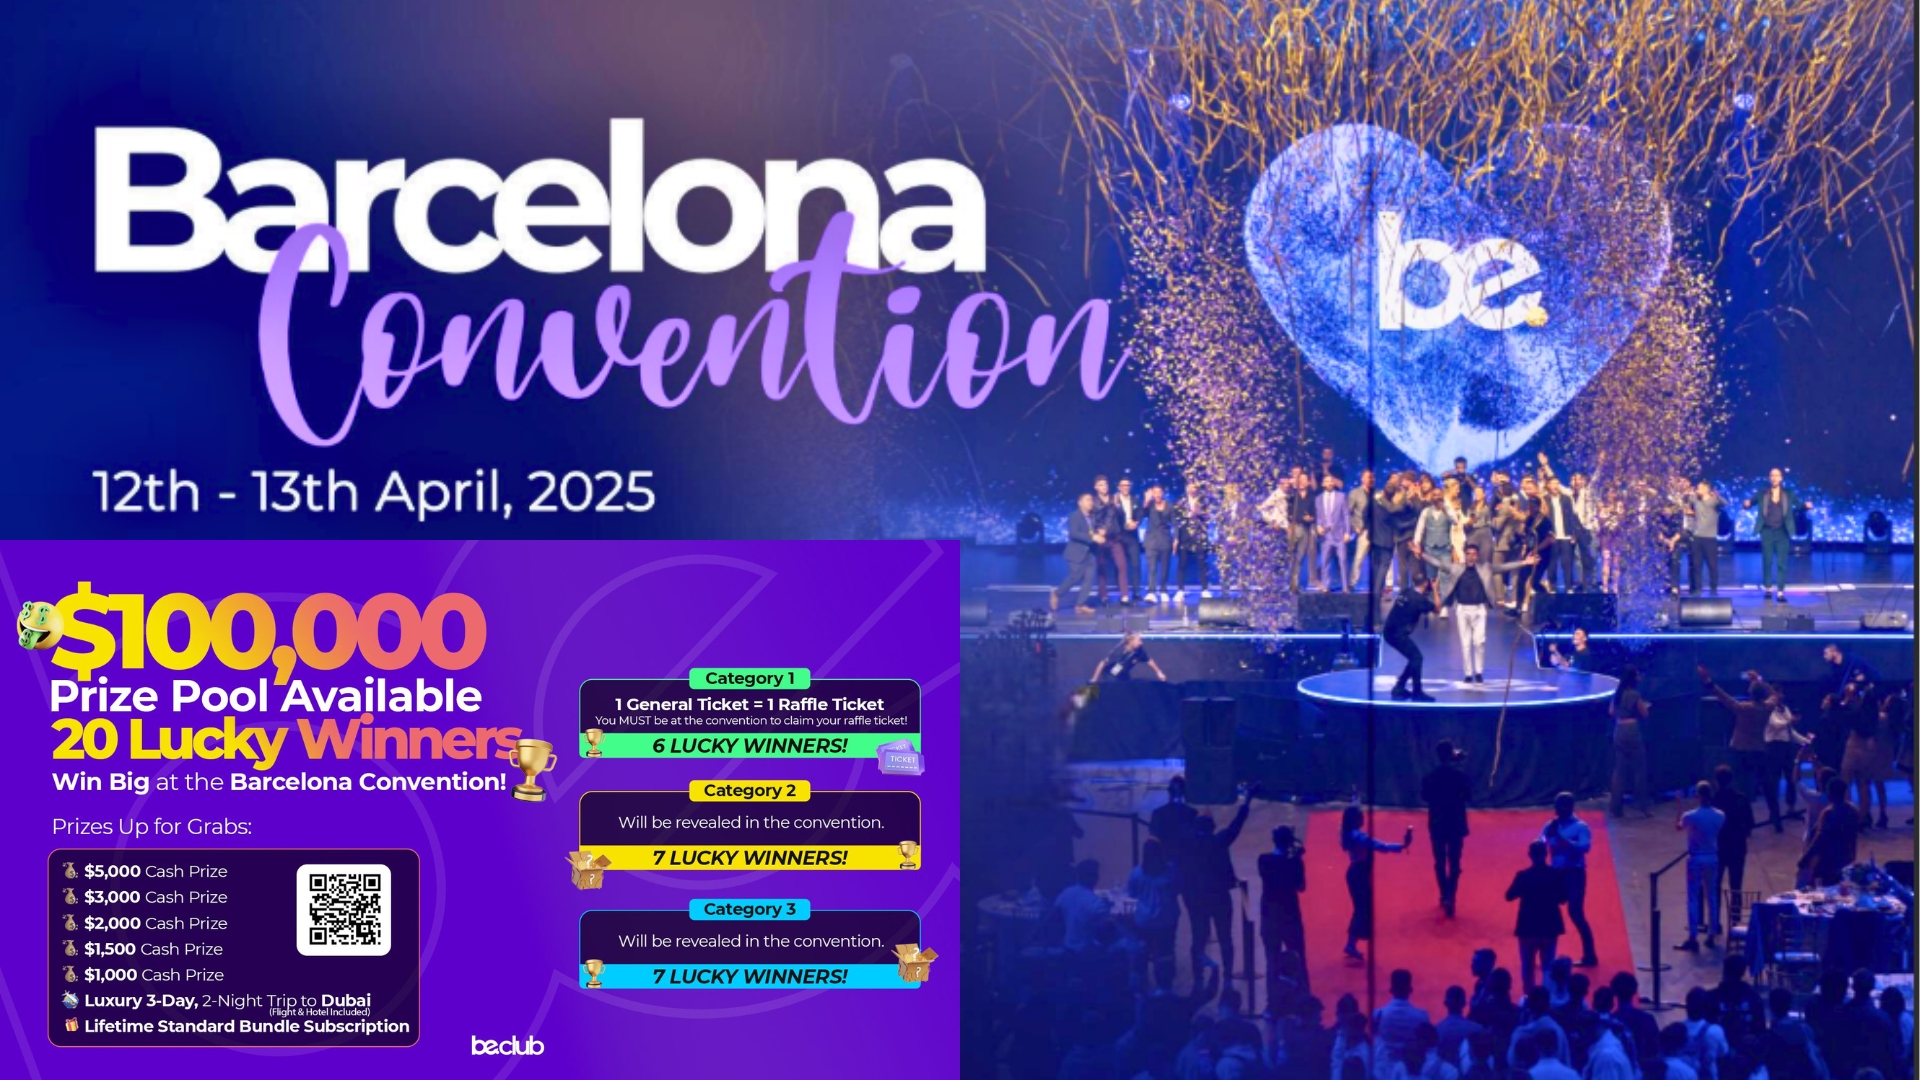 Barcelona
Convention
12th - 13th April, 2025
be.
$100,000
Prize Pool Available
20 Lucky Winners
Win Big at the Barcelona Convention!
Prizes Up for Grabs:
$5,000 Cash Prize
$3,000 Cash Prize
$2,000 Cash Prize
$1,500 Cash Prize
$1,000 Cash Prize
Luxury 3-Day, 2-Night Trip to Dubai
(Flight & Hotel Included)
Lifetime Standard Bundle Subscription
Category 1
1 General Ticket = 1 Raffle Ticket
You MUST be at the convention to claim your raffle ticket!
6 LUCKY WINNERS!
TICKET
Category 2
Will be revealed in the convention.
7 LUCKY WINNERS!
Category 3
Will be revealed in the convention.
7 LUCKY WINNERS!
be.club